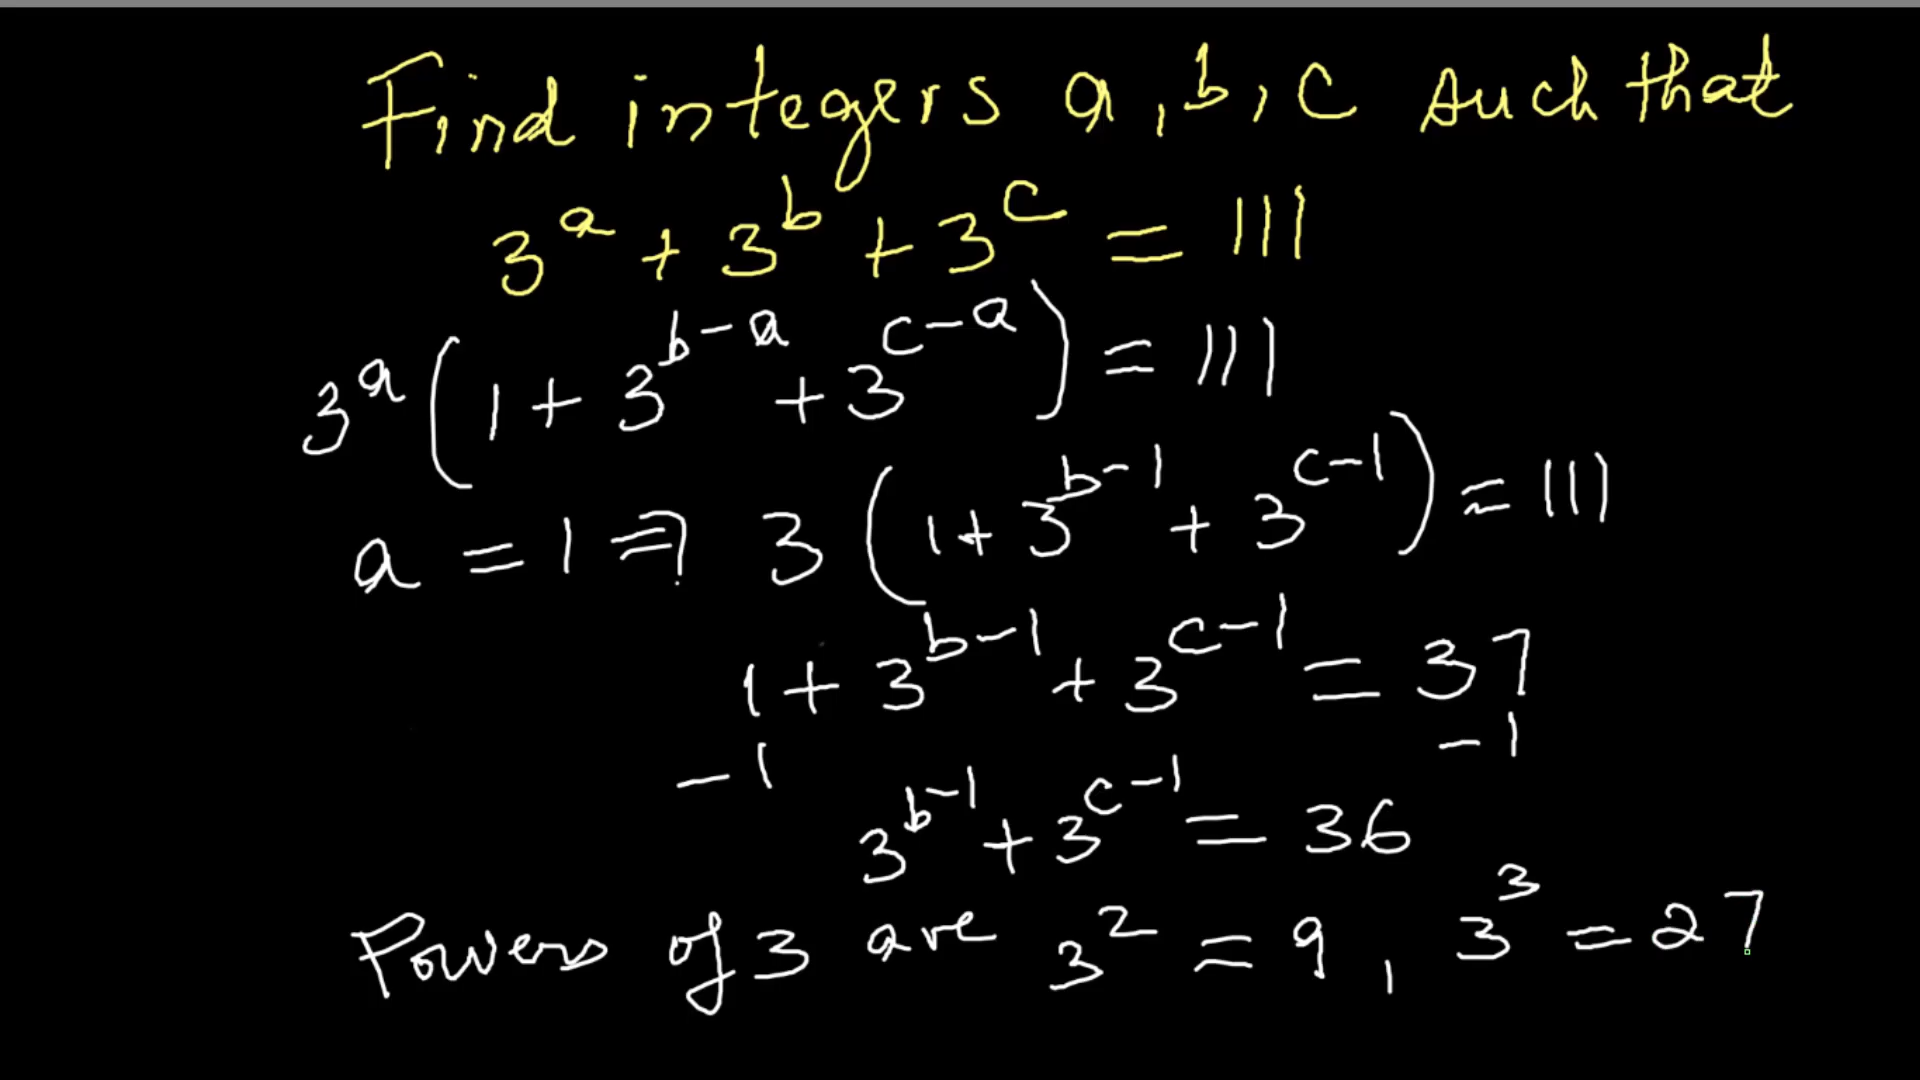 Find integers a, b, c such that
3^a + 3^b + 3^c = 111
3^a (1 + 3^{b-a} + 3^{c-a}) = 111
a = 1 ⇒ 3 (1 + 3^{b-1} + 3^{c-1}) = 111
1 + 3^{b-1} + 3^{c-1} = 37
-1 -1
3^{b-1} + 3^{c-1} = 36
Powers of 3 are 3^2 = 9, 3^3 = 27